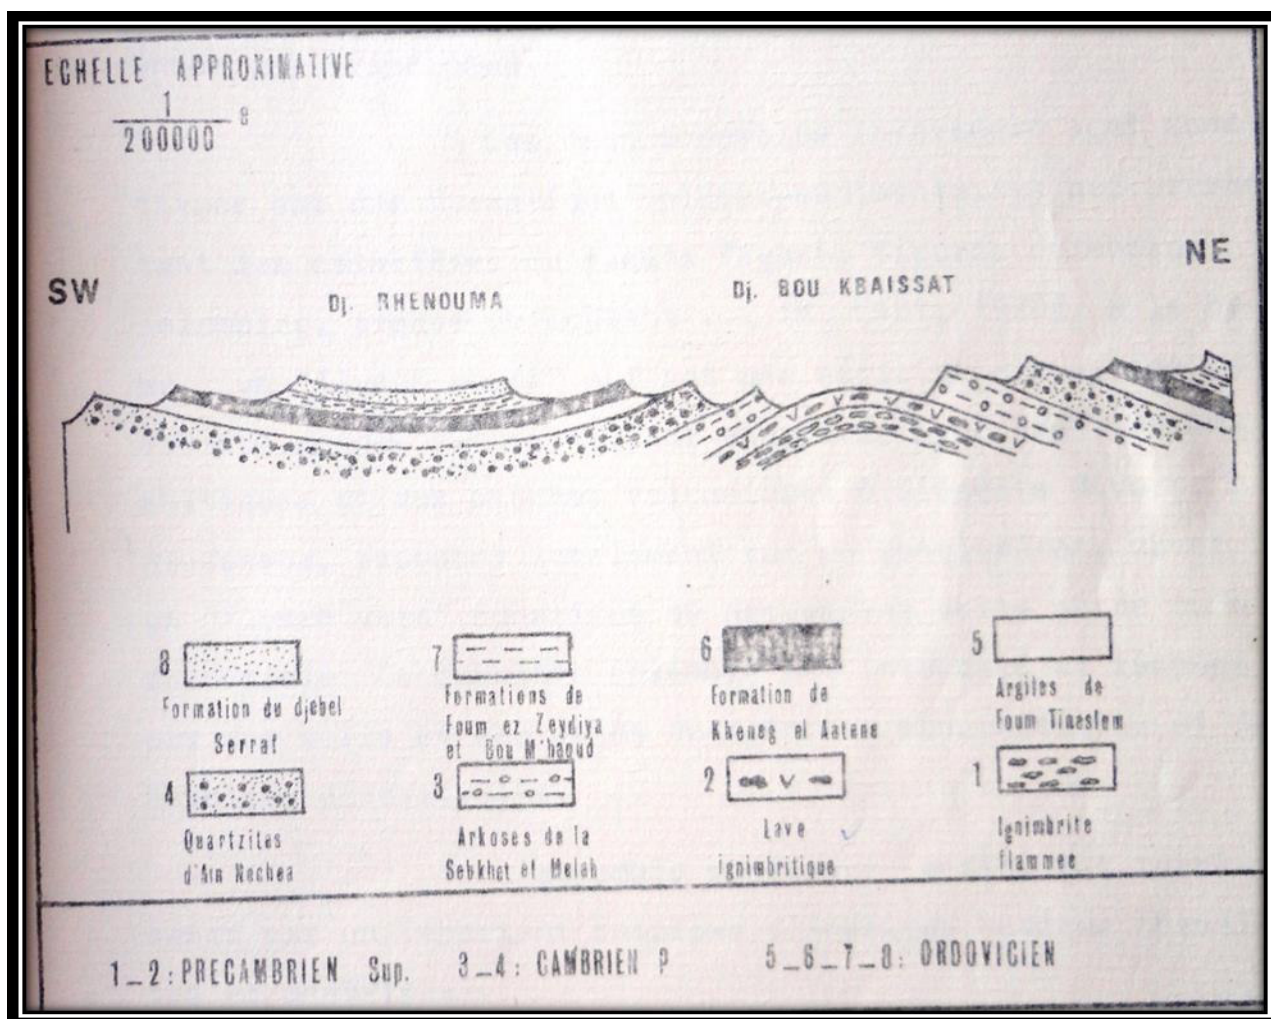 ECHELLE APPROXIMATIVE
1
200000 e
SW
Dj. RHENOUMA
Dj. BOU KBAISSAT
NE
8
Formation du djebel
Serraf
7
Formations de
Foum ez Zeydiya
et Bou M'haoud
6
Formation de
Kheneg el Aatene
5
Argiles de
Foum Tineslem
4
Quartzites
d'Ain Nechea
3
Arkoses de la
Sebkhet el Melah
2
Lave
ignimbritique
1
Ignimbrite
flammee
1_2: PRECAMBRIEN Sup.
3_4: CAMBRIEN ?
5_6_7_8: ORDOVICIEN